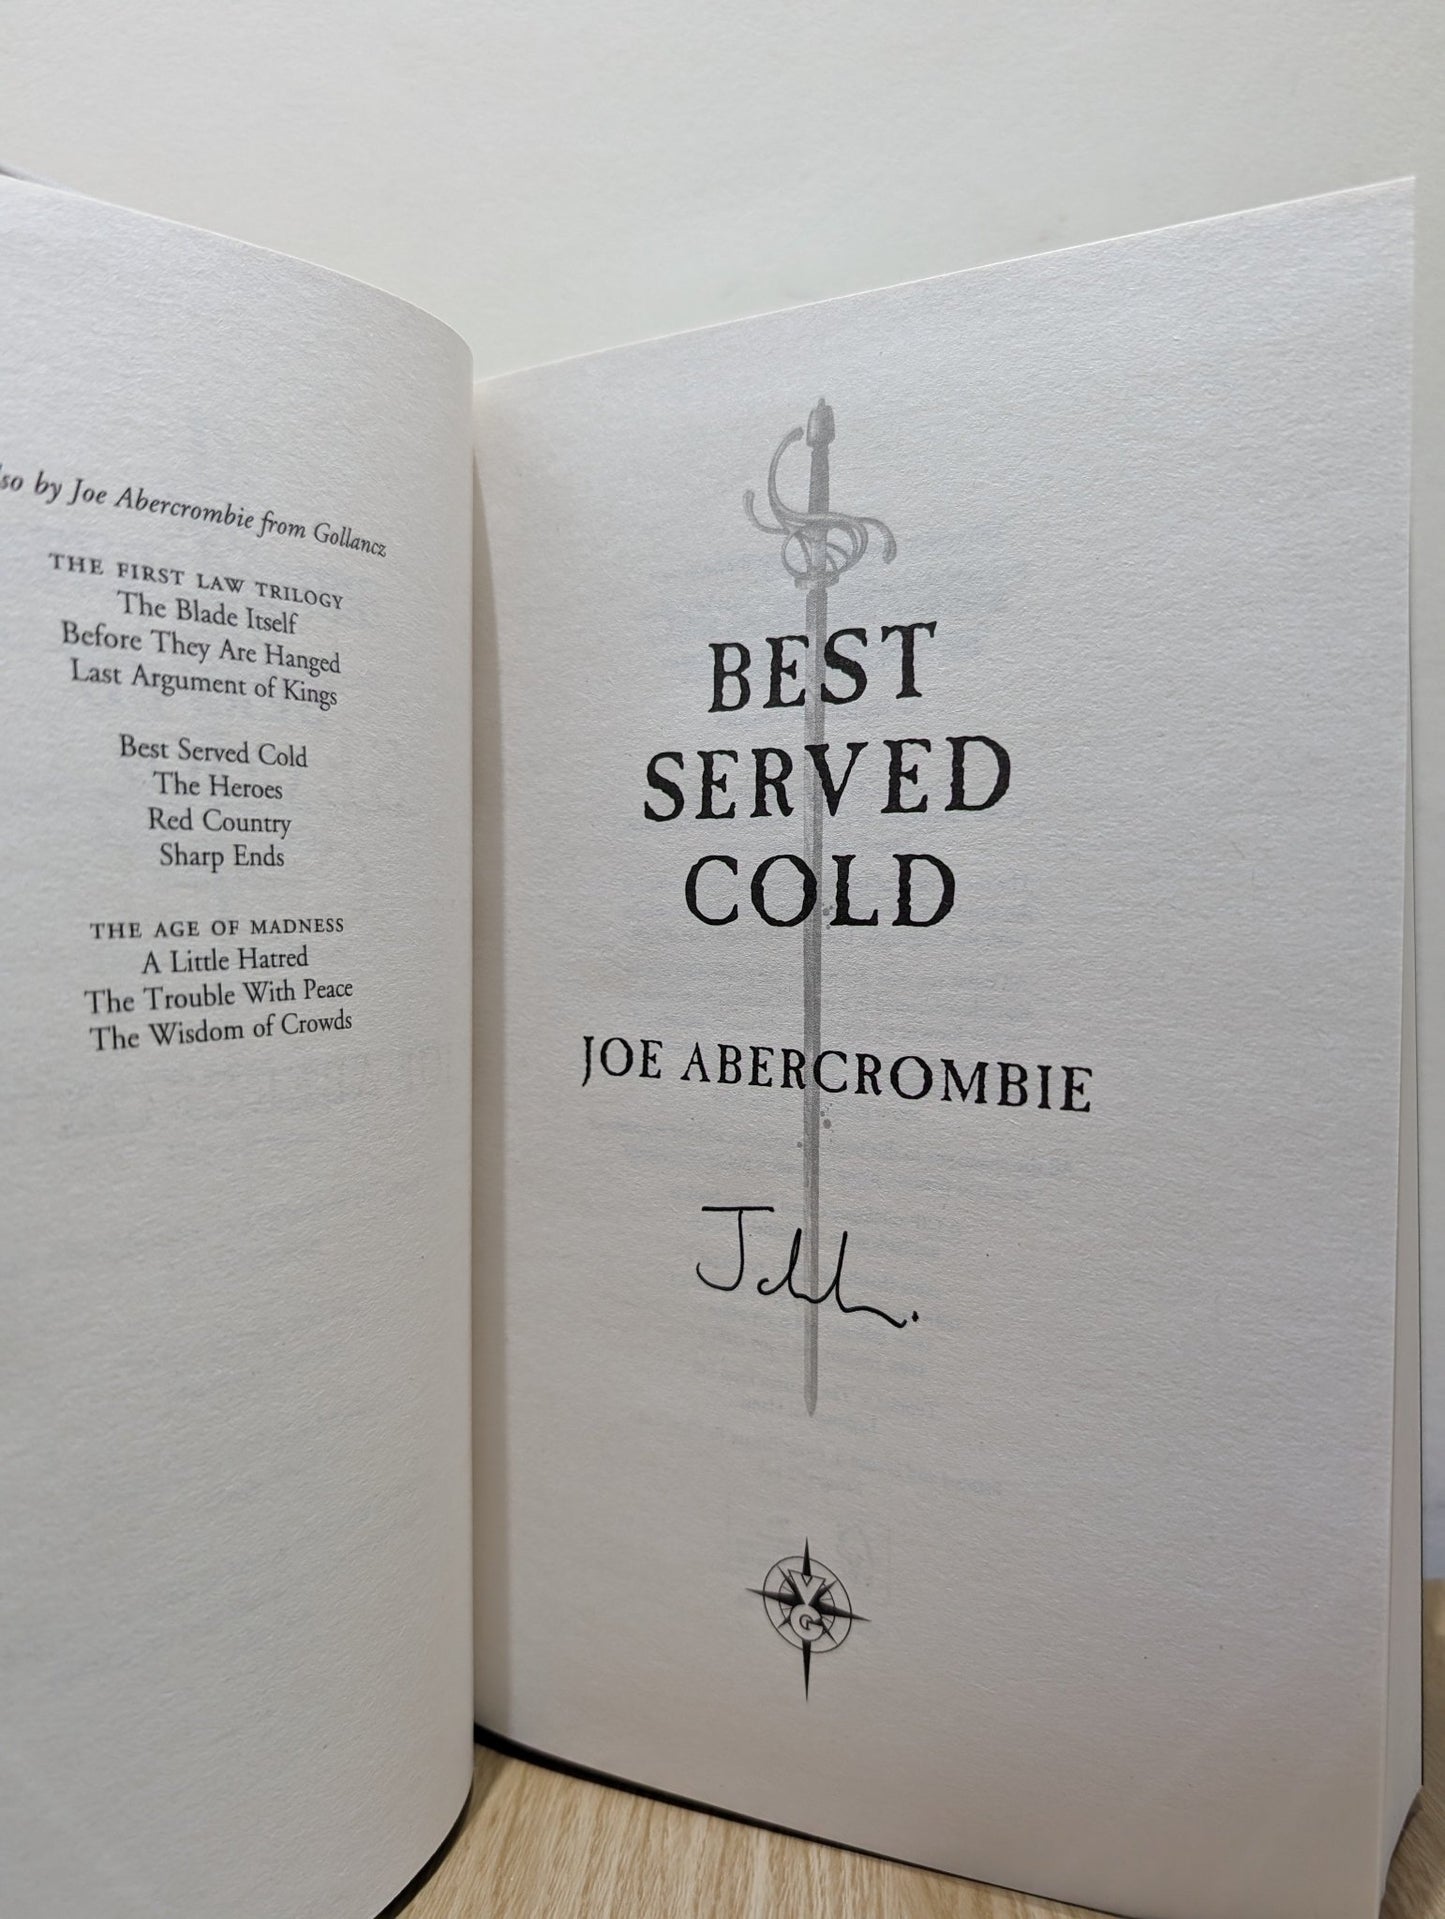 so by Joe Abercrombie from Gollancz
THE FIRST LAW TRILOGY
The Blade Itself
Before They Are Hanged
Last Argument of Kings
Best Served Cold
The Heroes
Red Country
Sharp Ends
THE AGE OF MADNESS
A Little Hatred
The Trouble With Peace
The Wisdom of Crowds
BEST
SERVED
COLD
JOE ABERCROMBIE
VG